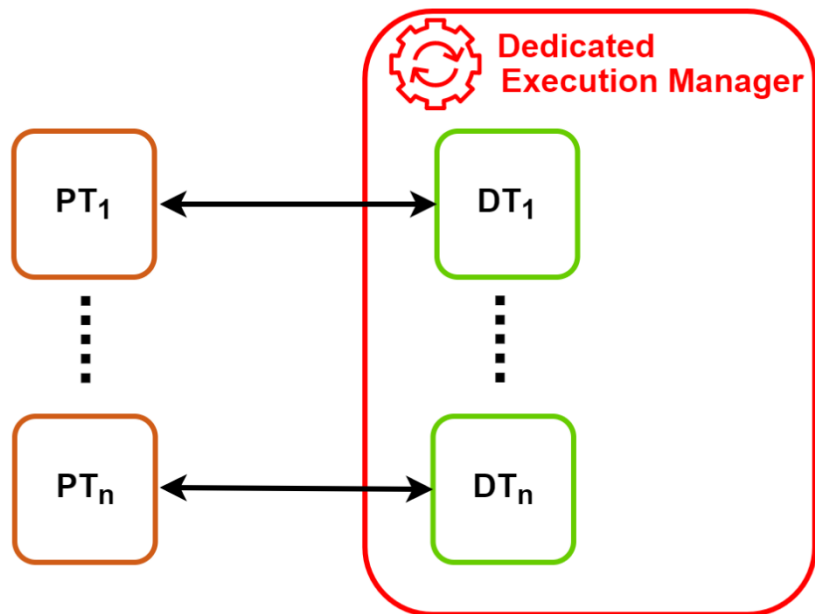 Dedicated
Execution Manager
PT₁
DT₁
PTₙ
DTₙ